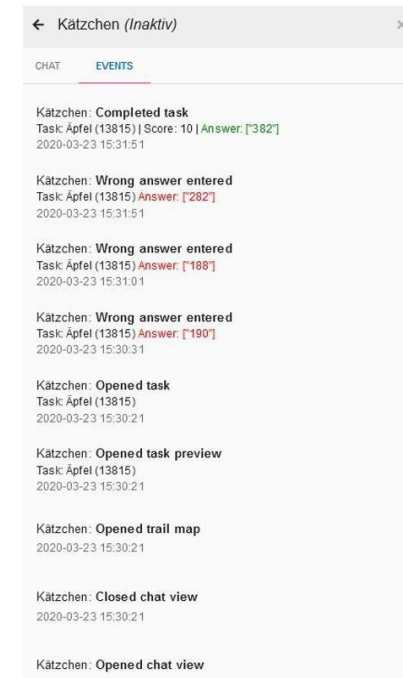 ← Kätzchen (Inaktiv) ×
CHAT EVENTS
Kätzchen: Completed task
Task: Äpfel (13815) | Score: 10 | Answer: ["382"]
2020-03-23 15:31:51
Kätzchen: Wrong answer entered
Task: Äpfel (13815) Answer: ["282"]
2020-03-23 15:31:51
Kätzchen: Wrong answer entered
Task: Äpfel (13815) Answer: ["188"]
2020-03-23 15:31:01
Kätzchen: Wrong answer entered
Task: Äpfel (13815) Answer: ["190"]
2020-03-23 15:30:31
Kätzchen: Opened task
Task: Äpfel (13815)
2020-03-23 15:30:21
Kätzchen: Opened task preview
Task: Äpfel (13815)
2020-03-23 15:30:21
Kätzchen: Opened trail map
2020-03-23 15:30:21
Kätzchen: Closed chat view
2020-03-23 15:30:21
Kätzchen: Opened chat view